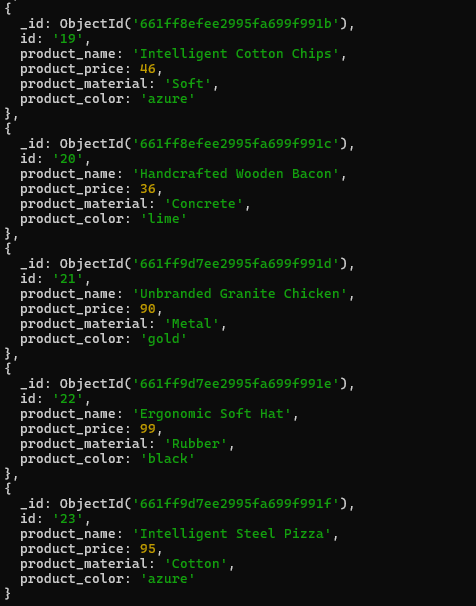 {
  _id: ObjectId('661ff8efee2995fa699f991b'),
  id: '19',
  product_name: 'Intelligent Cotton Chips',
  product_price: 46,
  product_material: 'Soft',
  product_color: 'azure'
},
{
  _id: ObjectId('661ff8efee2995fa699f991c'),
  id: '20',
  product_name: 'Handcrafted Wooden Bacon',
  product_price: 36,
  product_material: 'Concrete',
  product_color: 'lime'
},
{
  _id: ObjectId('661ff9d7ee2995fa699f991d'),
  id: '21',
  product_name: 'Unbranded Granite Chicken',
  product_price: 90,
  product_material: 'Metal',
  product_color: 'gold'
},
{
  _id: ObjectId('661ff9d7ee2995fa699f991e'),
  id: '22',
  product_name: 'Ergonomic Soft Hat',
  product_price: 99,
  product_material: 'Rubber',
  product_color: 'black'
},
{
  _id: ObjectId('661ff9d7ee2995fa699f991f'),
  id: '23',
  product_name: 'Intelligent Steel Pizza',
  product_price: 95,
  product_material: 'Cotton',
  product_color: 'azure'
}